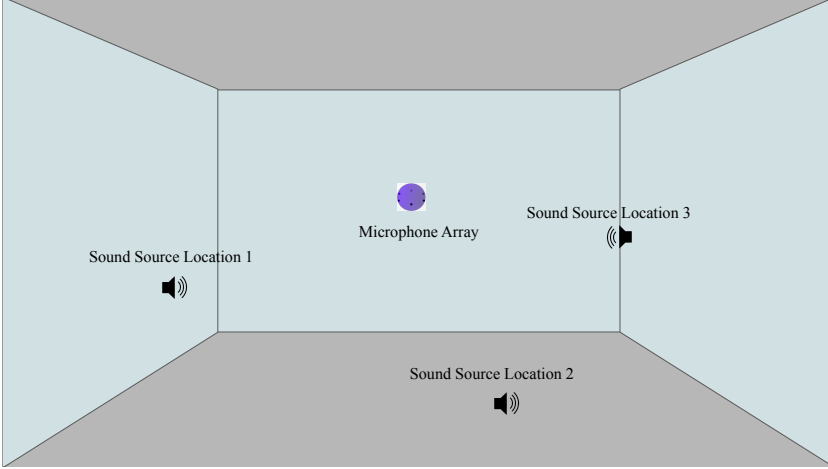 Sound Source Location 3
Microphone Array
Sound Source Location 1
Sound Source Location 2